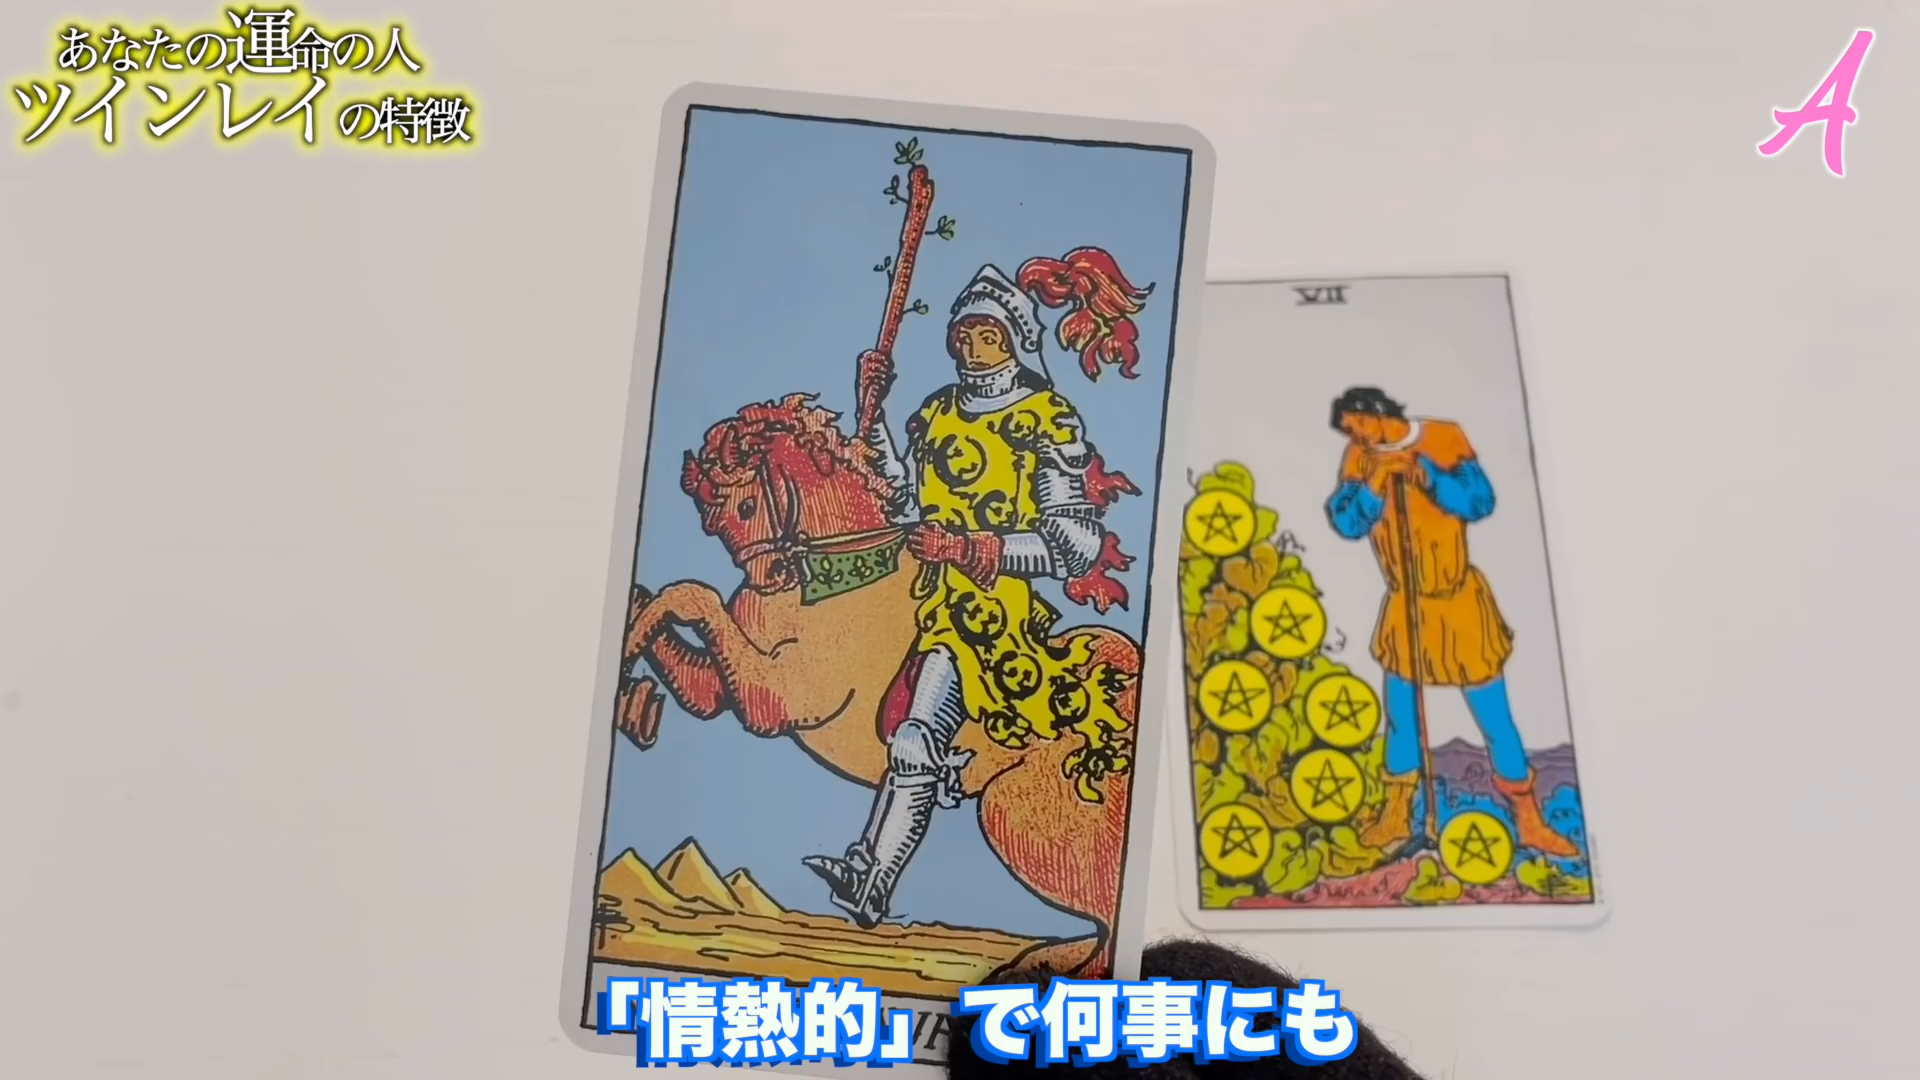 あなたの運命の人
ツインレイの特徴
A
VII
「情熱的」で何事にも